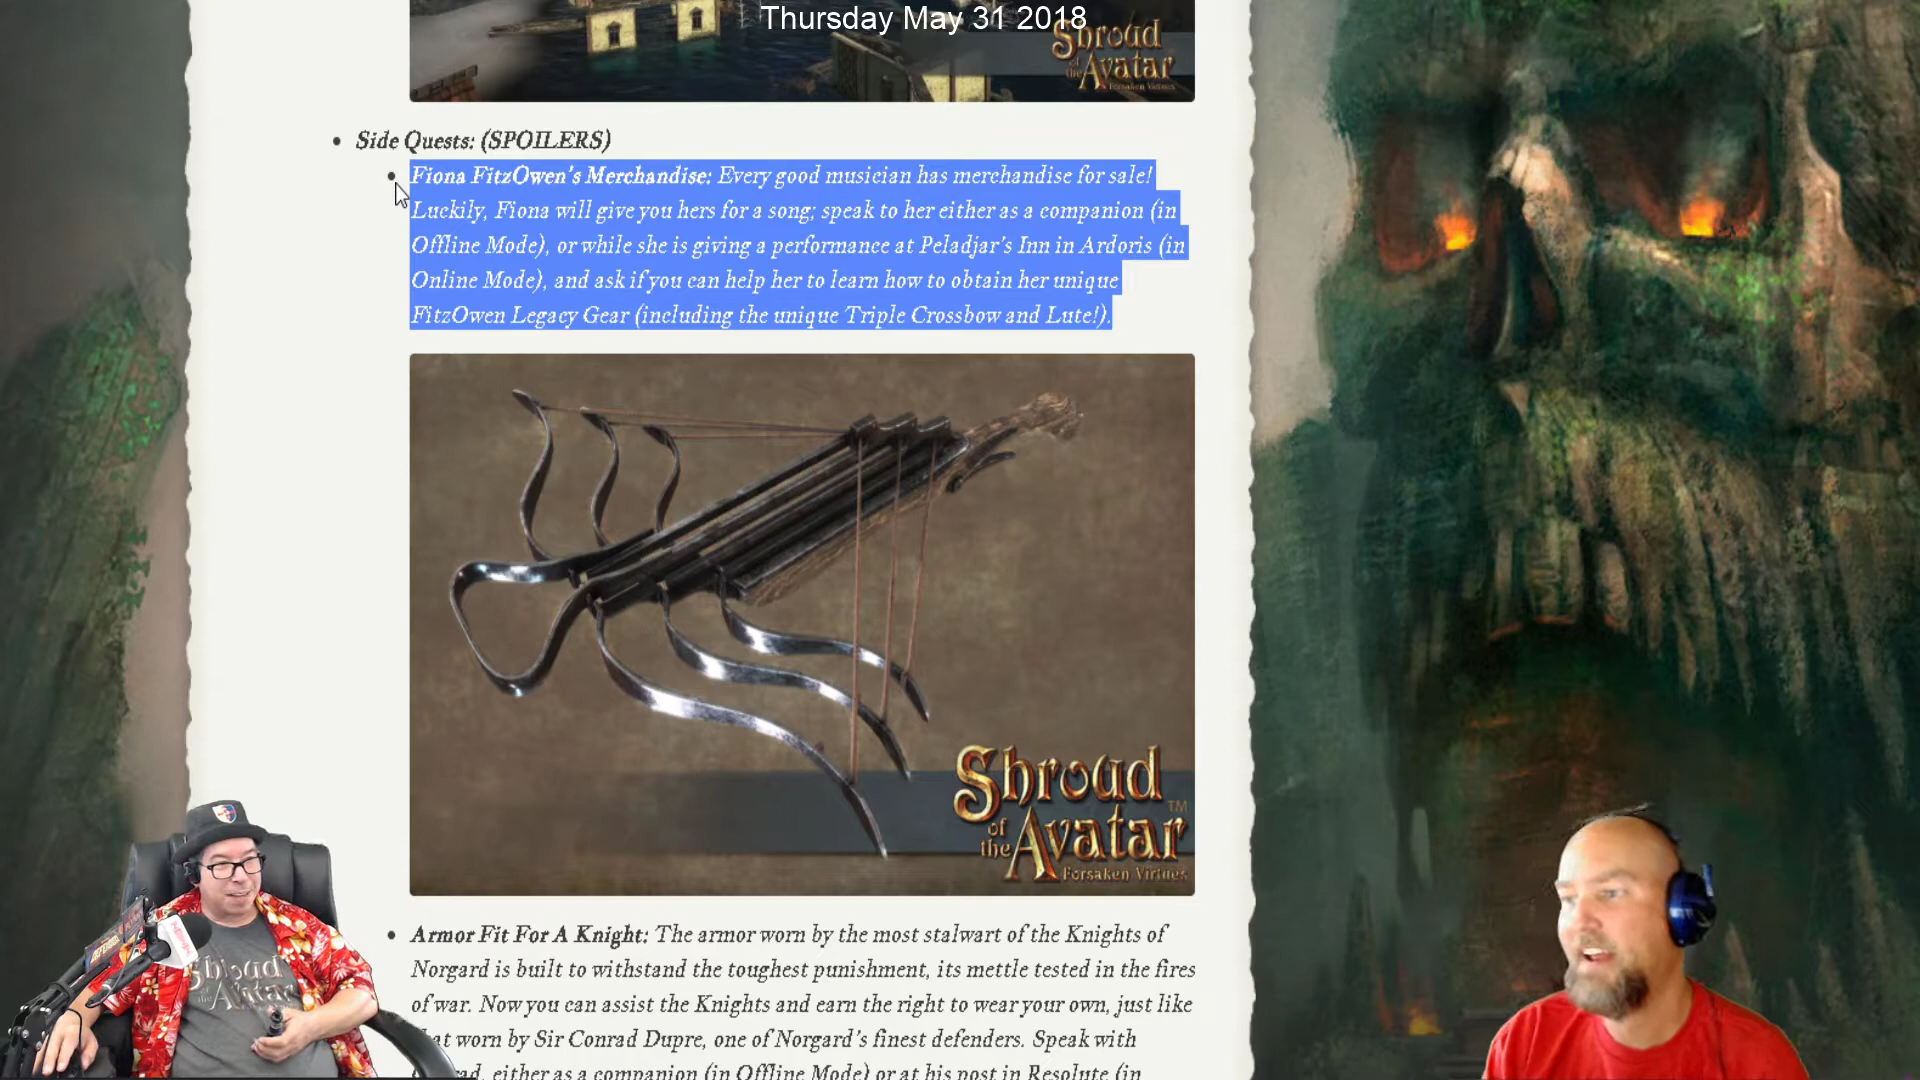 Thursday May 31 2018
Shroud
of the Avatar
Forsaken Virtues
Side Quests: (SPOILERS)
Fiona FitzOwen's Merchandise: Every good musician has merchandise for sale!
Luckily, Fiona will give you hers for a song; speak to her either as a companion (in
Offline Mode), or while she is giving a performance at Peladjar's Inn in Ardoris (in
Online Mode), and ask if you can help her to learn how to obtain her unique
FitzOwen Legacy Gear (including the unique Triple Crossbow and Lute!).
Shroud
of the Avatar™
Forsaken Virtues
Armor Fit For A Knight: The armor worn by the most stalwart of the Knights of
Norgard is built to withstand the toughest punishment, its mettle tested in the fires
of war. Now you can assist the Knights and earn the right to wear your own, just like
worn by Sir Conrad Dupre, one of Norgard's finest defenders. Speak with
either as a companion (in Offline Mode) or at his post in Resolute (in
Shroud
of the Avatar